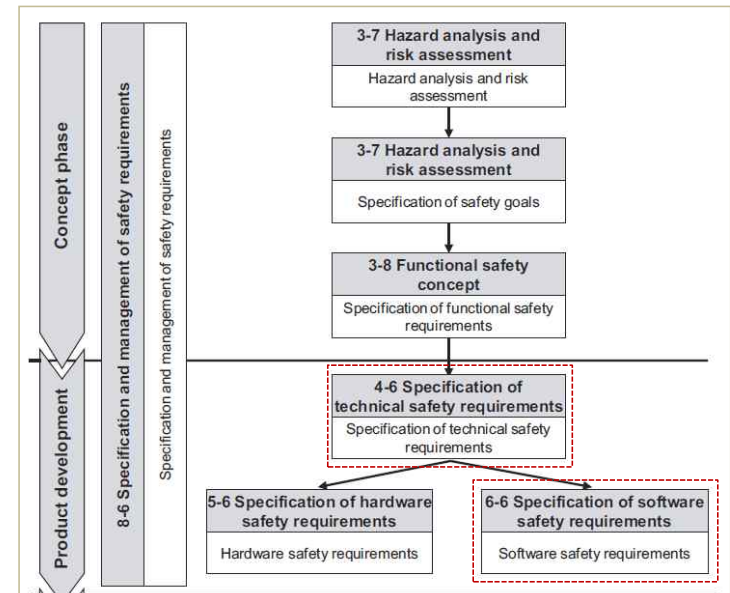 Concept phase
Product development
8-6 Specification and management of safety requirements
Specification and management of safety requirements
3-7 Hazard analysis and
risk assessment
Hazard analysis and risk
assessment
3-7 Hazard analysis and
risk assessment
Specification of safety goals
3-8 Functional safety
concept
Specification of functional safety
requirements
4-6 Specification of
technical safety requirements
Specification of technical safety
requirements
5-6 Specification of hardware
safety requirements
Hardware safety requirements
6-6 Specification of software
safety requirements
Software safety requirements